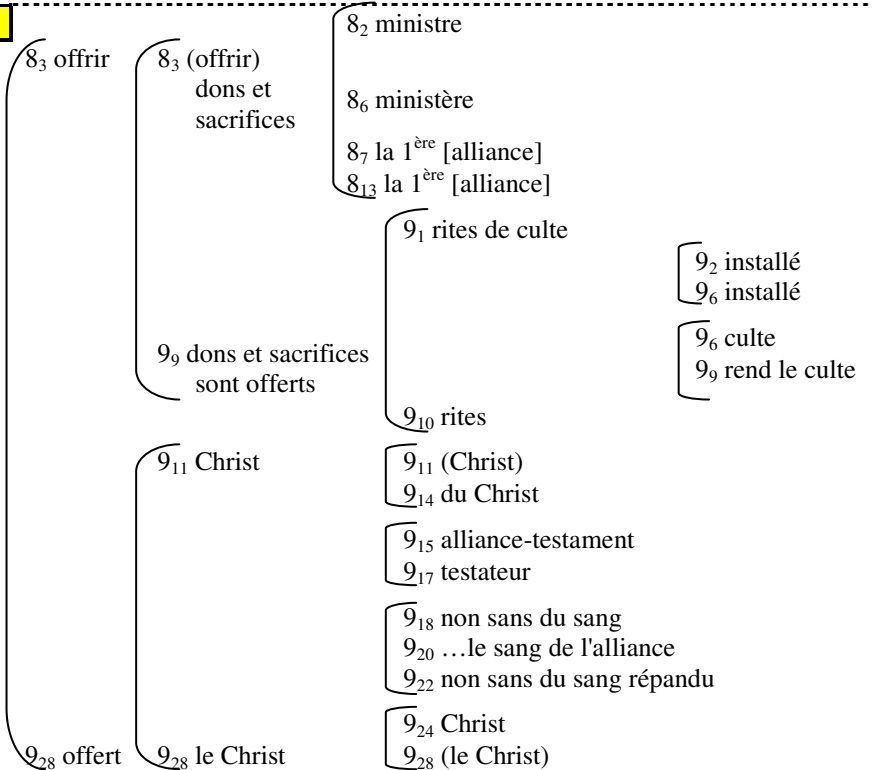 8₂ ministre
8₃ offrir 8₃ (offrir)
dons et
sacrifices
8₆ ministère
8₇ la 1ère [alliance]
8₁₃ la 1ère [alliance]
9₁ rites de culte
9₂ installé
9₆ installé
9₆ culte
9₉ dons et sacrifices
sont offerts
9₉ rend le culte
9₁₀ rites
9₁₁ Christ 9₁₁ (Christ)
9₁₄ du Christ
9₁₅ alliance-testament
9₁₇ testateur
9₁₈ non sans du sang
9₂₀ …le sang de l'alliance
9₂₂ non sans du sang répandu
9₂₄ Christ
9₂₈ offert 9₂₈ le Christ 9₂₈ (le Christ)